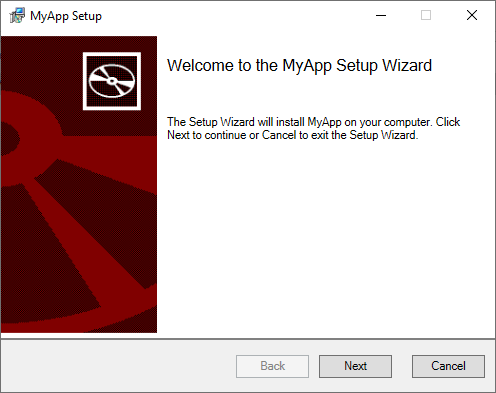 MyApp Setup
Welcome to the MyApp Setup Wizard
The Setup Wizard will install MyApp on your computer. Click
Next to continue or Cancel to exit the Setup Wizard.
Back Next Cancel